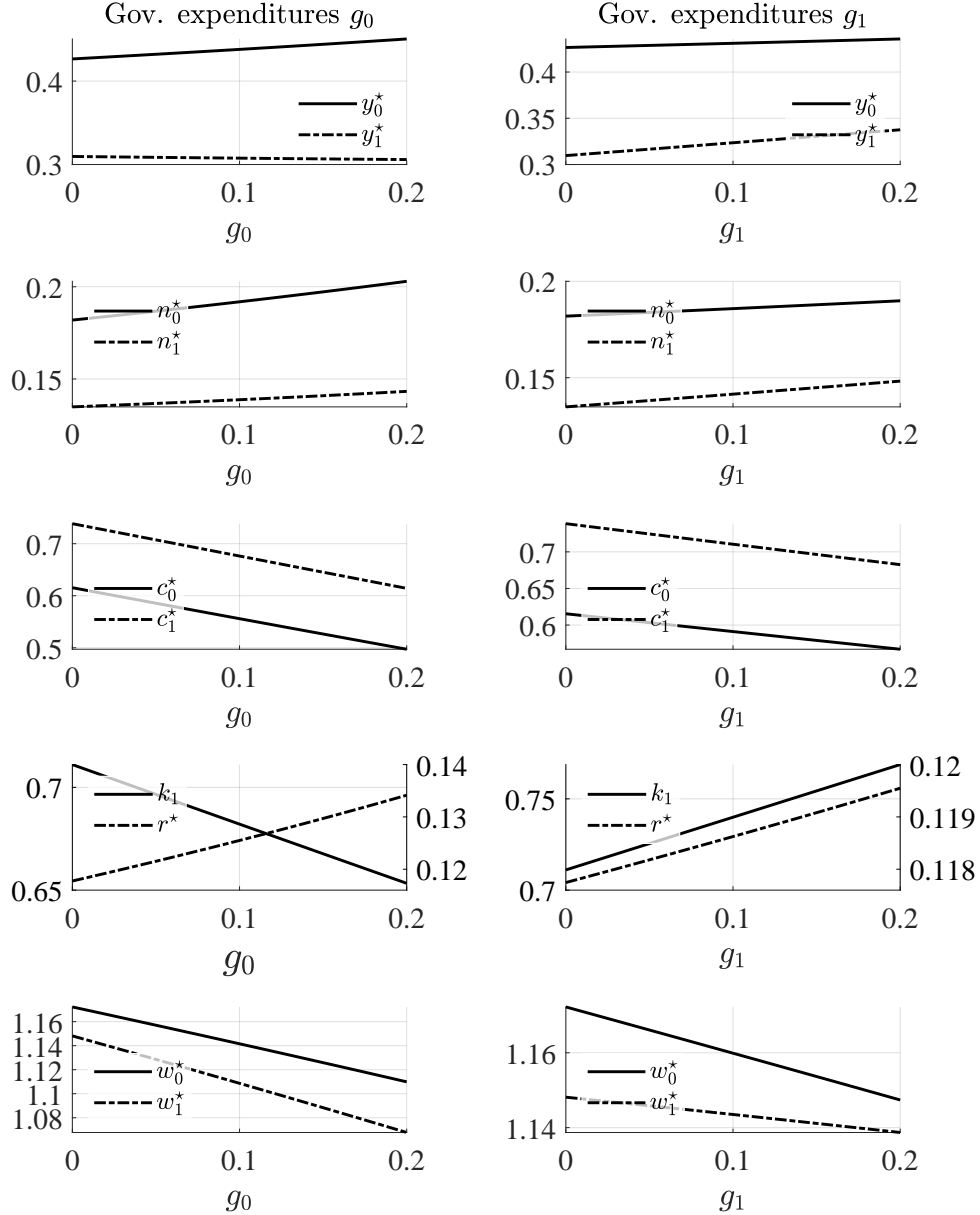 Gov. expenditures g₀
Gov. expenditures g₁
0.4
0.3
y₀*
y₁*
0 0.1 0.2
g₀
0.4
0.35
0.3
y₀*
y₁*
0 0.1 0.2
g₁
0.2
0.15
n₀*
n₁*
0 0.1 0.2
g₀
0.2
0.15
n₀*
n₁*
0 0.1 0.2
g₁
0.7
0.6
0.5
c₀*
c₁*
0 0.1 0.2
g₀
0.7
0.65
0.6
c₀*
c₁*
0 0.1 0.2
g₁
0.7
0.65
k₁
r*
0.14
0.13
0.12
0 0.1 0.2
g₀
0.75
0.7
k₁
r*
0.12
0.119
0.118
0 0.1 0.2
g₁
1.16
1.14
1.12
1.1
1.08
w₀*
w₁*
0 0.1 0.2
g₀
1.16
1.14
w₀*
w₁*
0 0.1 0.2
g₁